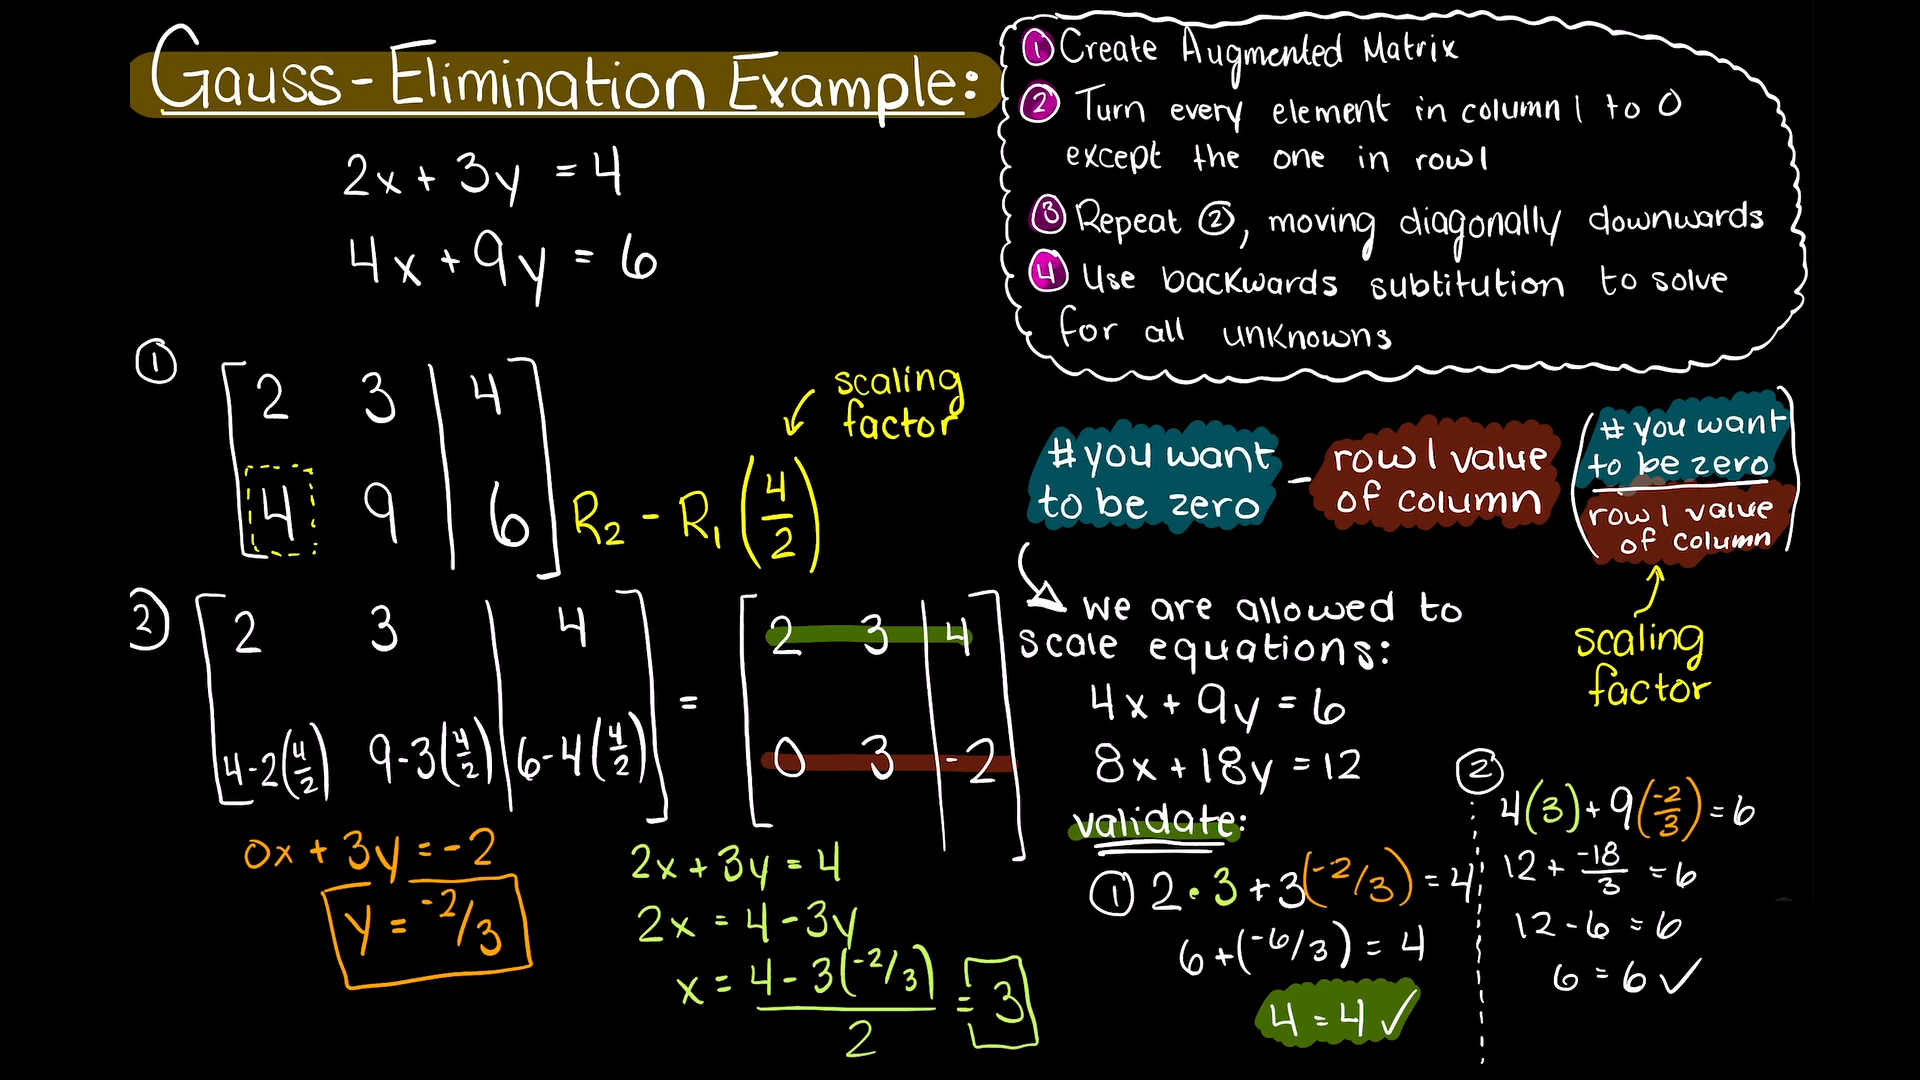 Gauss-Elimination Example:
2x + 3y = 4
4x + 9y = 6
① Create Augmented Matrix
② Turn every element in column 1 to 0
except the one in row 1
③ Repeat ②, moving diagonally downwards
④ Use backwards subtitution to solve
for all unknowns
①
2 3 | 4
4 9 | 6
R₂ - R₁ (4/2)
scaling
factor
# you want
to be zero
-
row 1 value
of column
(# you want
to be zero
row 1 value
of column)
scaling
factor
②
2 3 | 4
4-2(4/2) 9-3(4/2) | 6-4(4/2)
=
2 3 | 4
0 3 | -2
0x + 3y = -2
y = -2/3
2x + 3y = 4
2x = 4 - 3y
x = 4 - 3(-2/3)
2
= 3
we are allowed to
scale equations:
4x + 9y = 6
8x + 18y = 12
validate:
① 2 • 3 + 3(-2/3) = 4
6 + (-6/3) = 4
4 = 4 ✓
②
4(3) + 9(-2/3) = 6
12 + -18/3 = 6
12 - 6 = 6
6 = 6 ✓